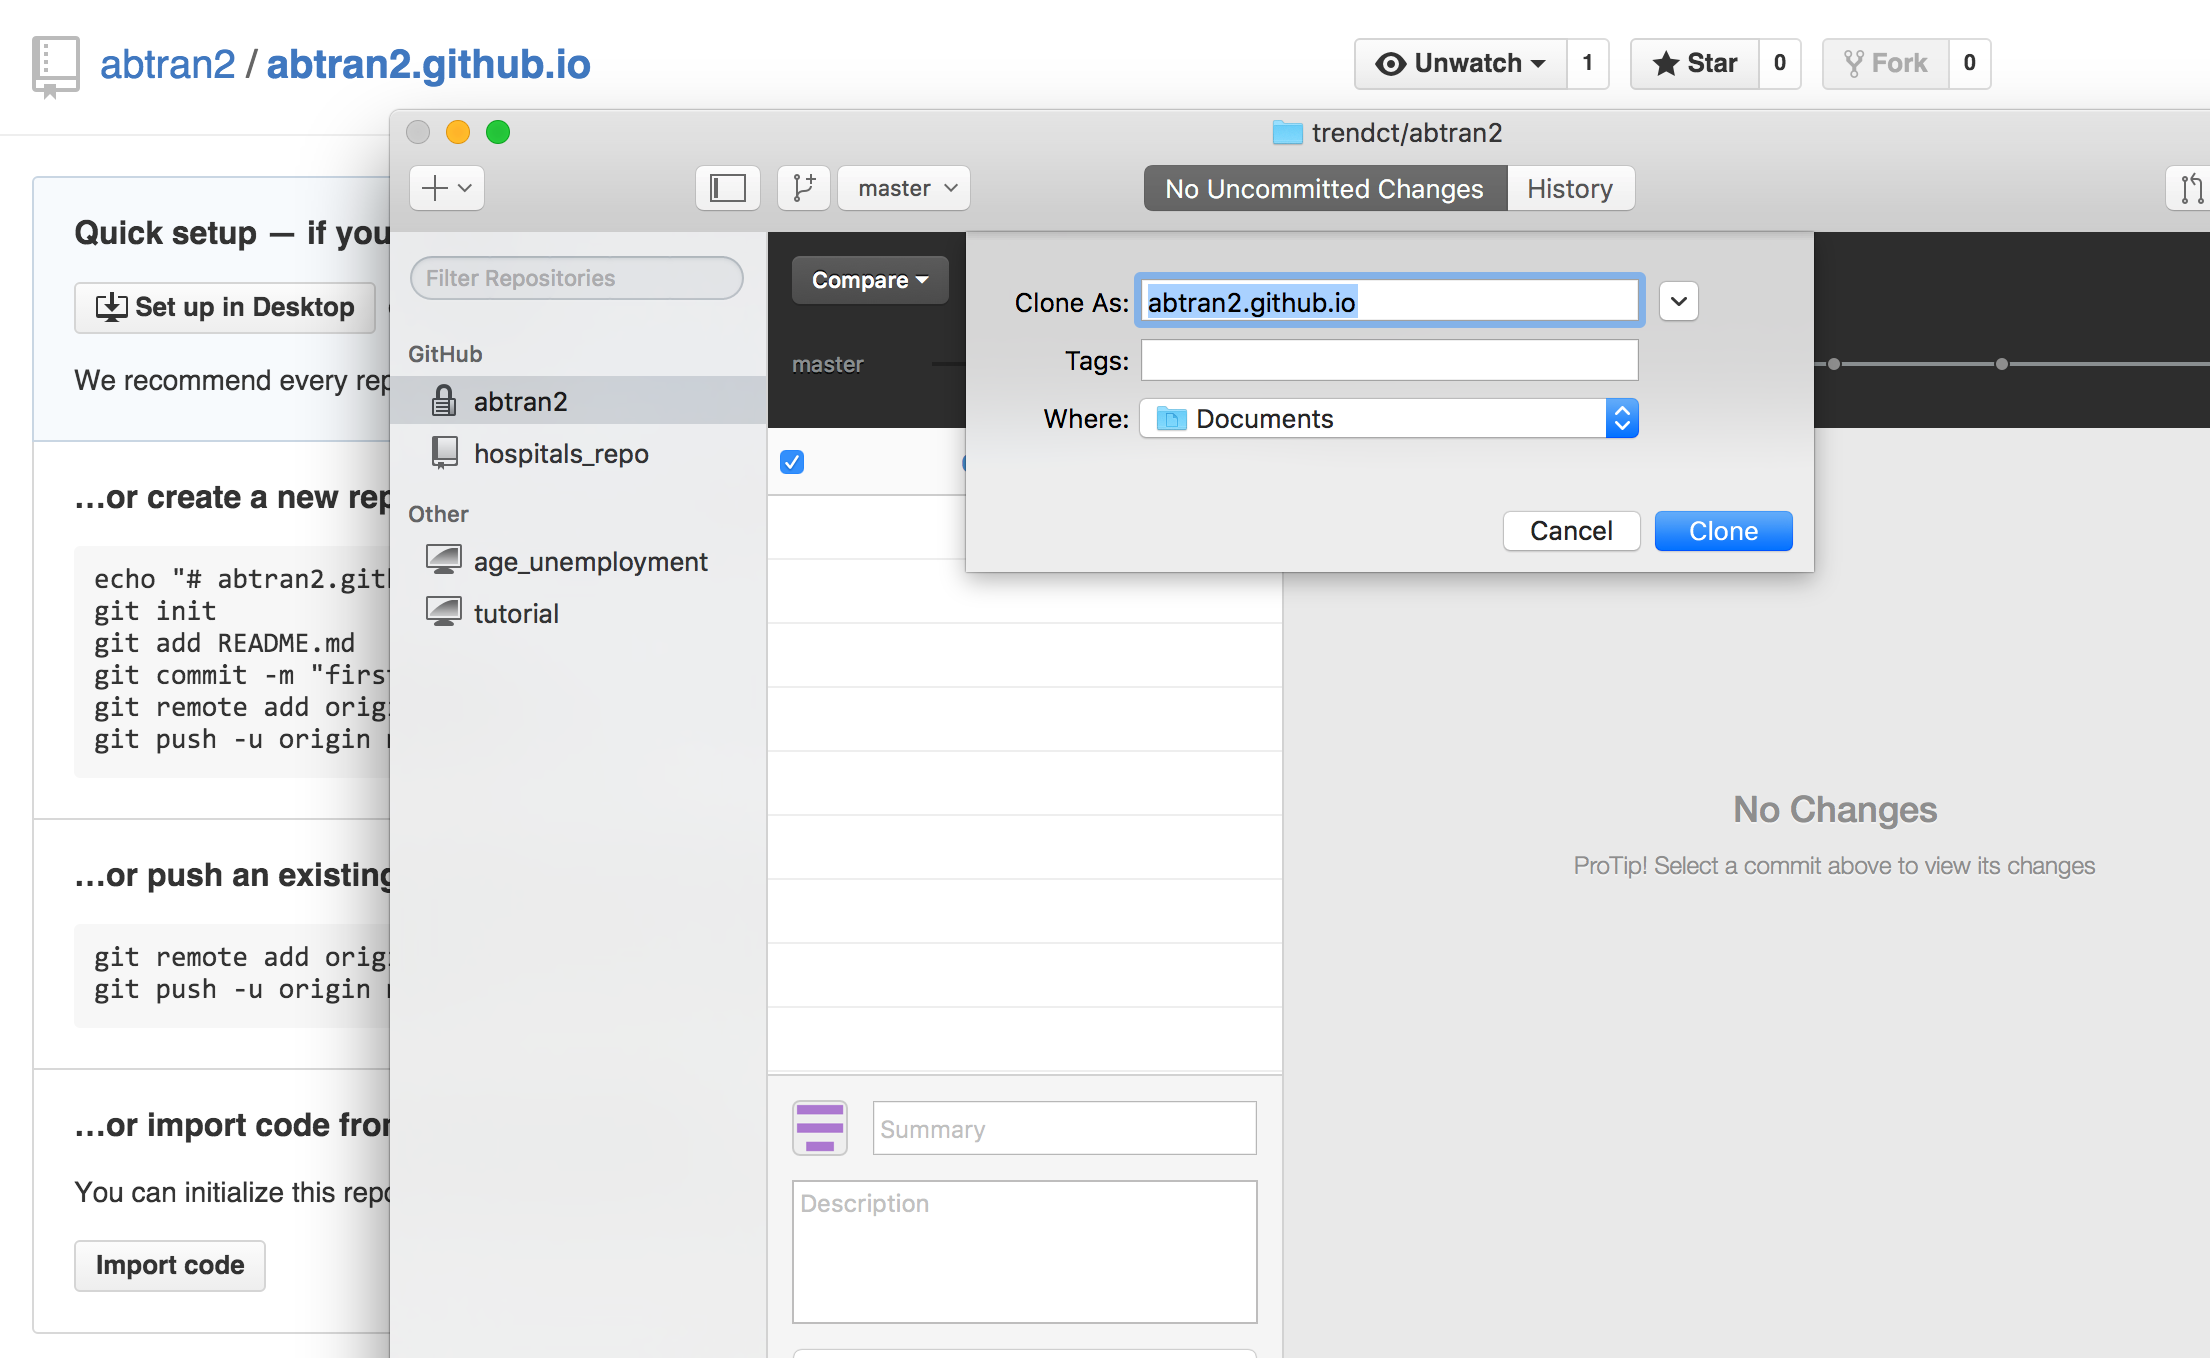 abtran2 / abtran2.github.io
Unwatch 1
Star 0
Fork 0
Quick setup — if you
Set up in Desktop
We recommend every rep
...or create a new rep
echo "# abtran2.gith
git init
git add README.md
git commit -m "first
git remote add orig
git push -u origin
...or push an existing
git remote add orig
git push -u origin
...or import code from
You can initialize this repo
Import code
trendct/abtran2
master
No Uncommitted Changes
History
Filter Repositories
GitHub
abtran2
hospitals_repo
Other
age_unemployment
tutorial
Compare
master
Clone As: abtran2.github.io
Tags:
Where: Documents
Cancel
Clone
No Changes
ProTip! Select a commit above to view its changes
Summary
Description